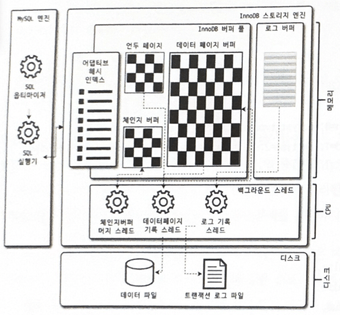 MySQL 엔진
SQL
옵티마이저
SQL
실행기
InnoDB 스토리지 엔진
InnoDB 버퍼 풀
어댑티브
해시
인덱스
언두 페이지
데이터 페이지 버퍼
체인지 버퍼
로그 버퍼
메모리
백그라운드 스레드
체인지버퍼
머지 스레드
데이터페이지
기록 스레드
로그 기록
스레드
CPU
디스크
데이터 파일
트랜잭션 로그 파일
디스크